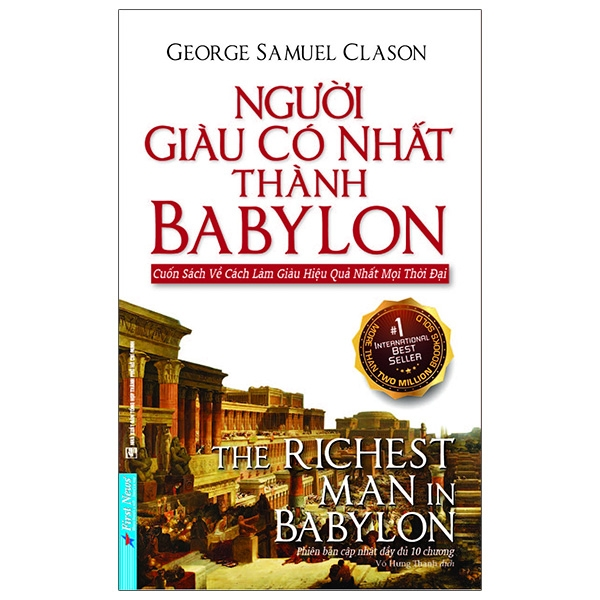 GEORGE SAMUEL CLASON
NGƯỜI
GIÀU CÓ NHẤT
THÀNH
BABYLON
Cuốn Sách Về Cách Làm Giàu Hiệu Quả Nhất Mọi Thời Đại
#1
INTERNATIONAL
BEST
SELLER
MORE THAN TWO MILLION BOOKS SOLD
THE RICHEST
MAN IN
BABYLON
Phiên bản cập nhật đầy đủ 10 chương
Võ Hưng Thanh dịch
First News